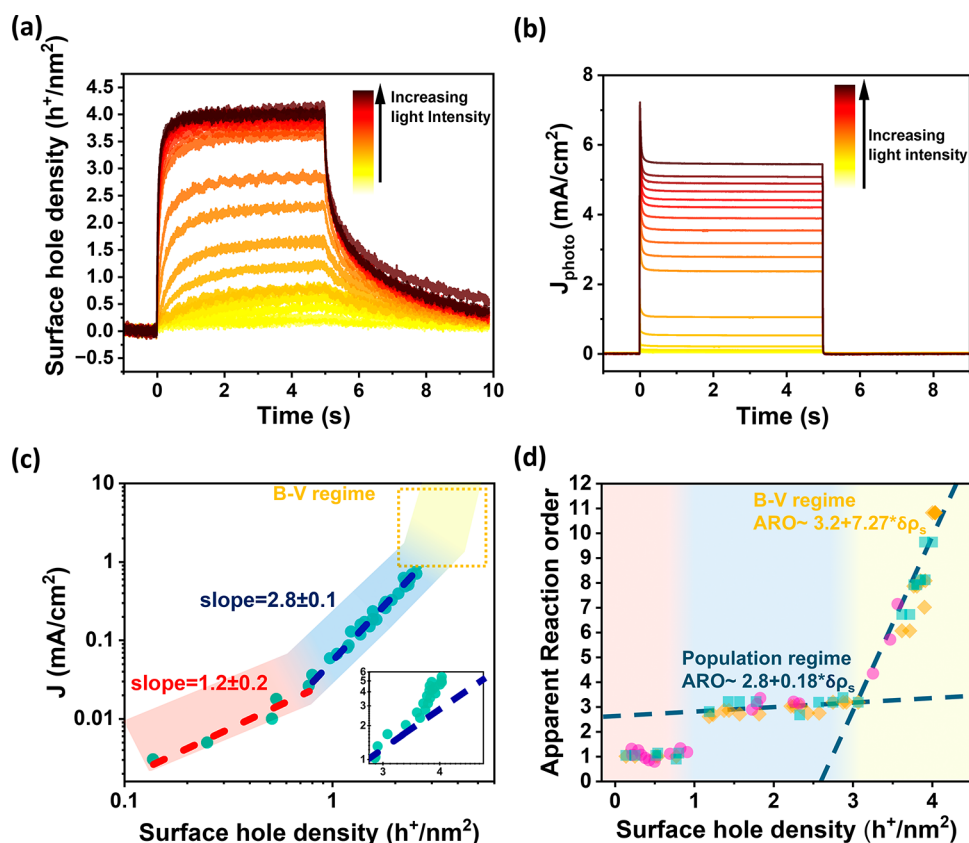 (a)
Surface hole density (h⁺/nm²)
4.5
4.0
3.5
3.0
2.5
2.0
1.5
1.0
0.5
0.0
−0.5
Increasing
light Intensity
0 2 4 6 8 10
Time (s)
(b)
J_photo (mA/cm²)
8
6
4
2
0
Increasing
light intensity
0 2 4 6 8
Time (s)
(c)
J (mA/cm²)
10
1
0.1
0.01
B-V regime
slope=2.8±0.1
slope=1.2±0.2
6
5
4
3
2
1
3 4
0.1 1
Surface hole density (h⁺/nm²)
(d)
Apparent Reaction order
12
11
10
9
8
7
6
5
4
3
2
1
0
B-V regime
ARO~ 3.2+7.27*δρₛ
Population regime
ARO~ 2.8+0.18*δρₛ
0 1 2 3 4
Surface hole density (h⁺/nm²)